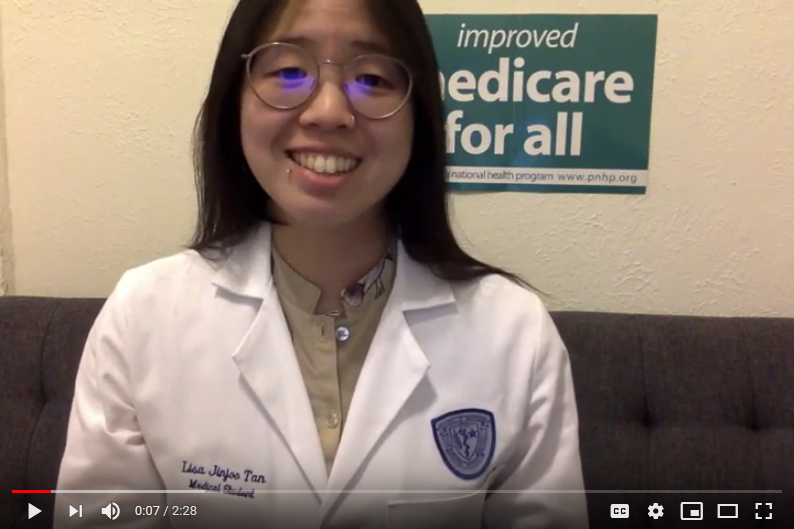 improved
edicare
for all
national health program www.pnhp.org
Lisa Jinjoo Tan
Medical Student
0:07 / 2:28
CC